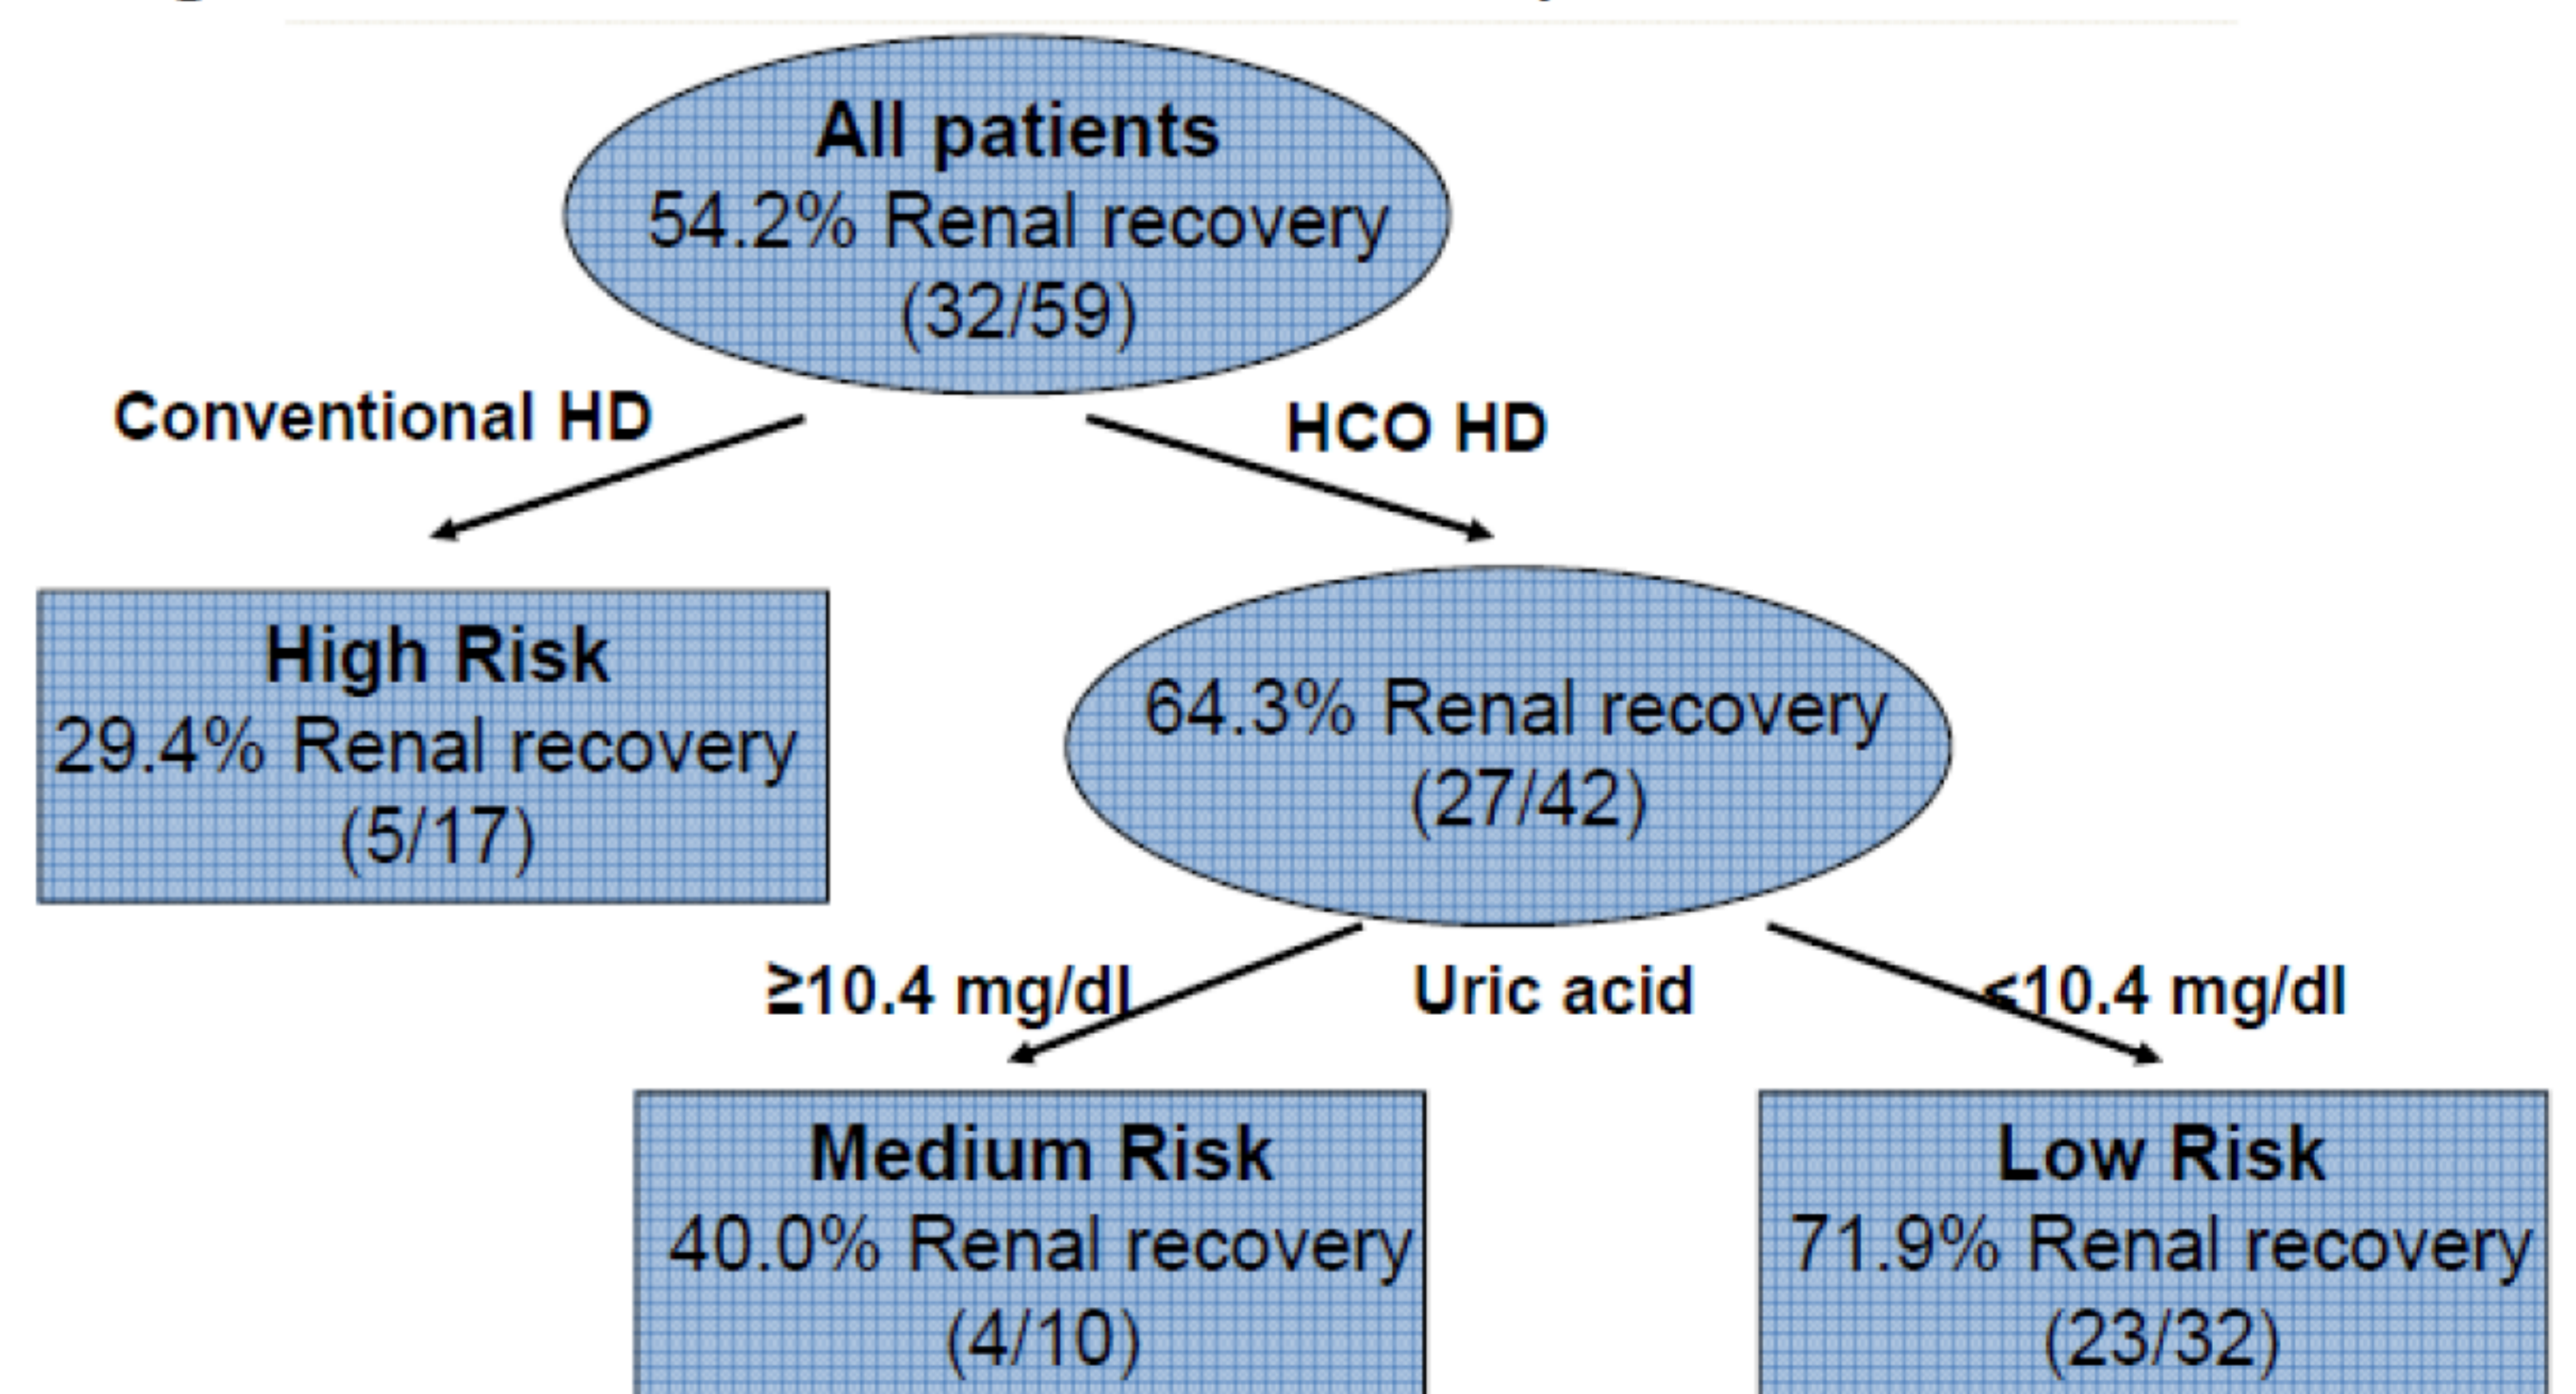 All patients
54.2% Renal recovery
(32/59)
Conventional HD
HCO HD
High Risk
29.4% Renal recovery
(5/17)
64.3% Renal recovery
(27/42)
≥10.4 mg/dl
Uric acid
<10.4 mg/dl
Medium Risk
40.0% Renal recovery
(4/10)
Low Risk
71.9% Renal recovery
(23/32)